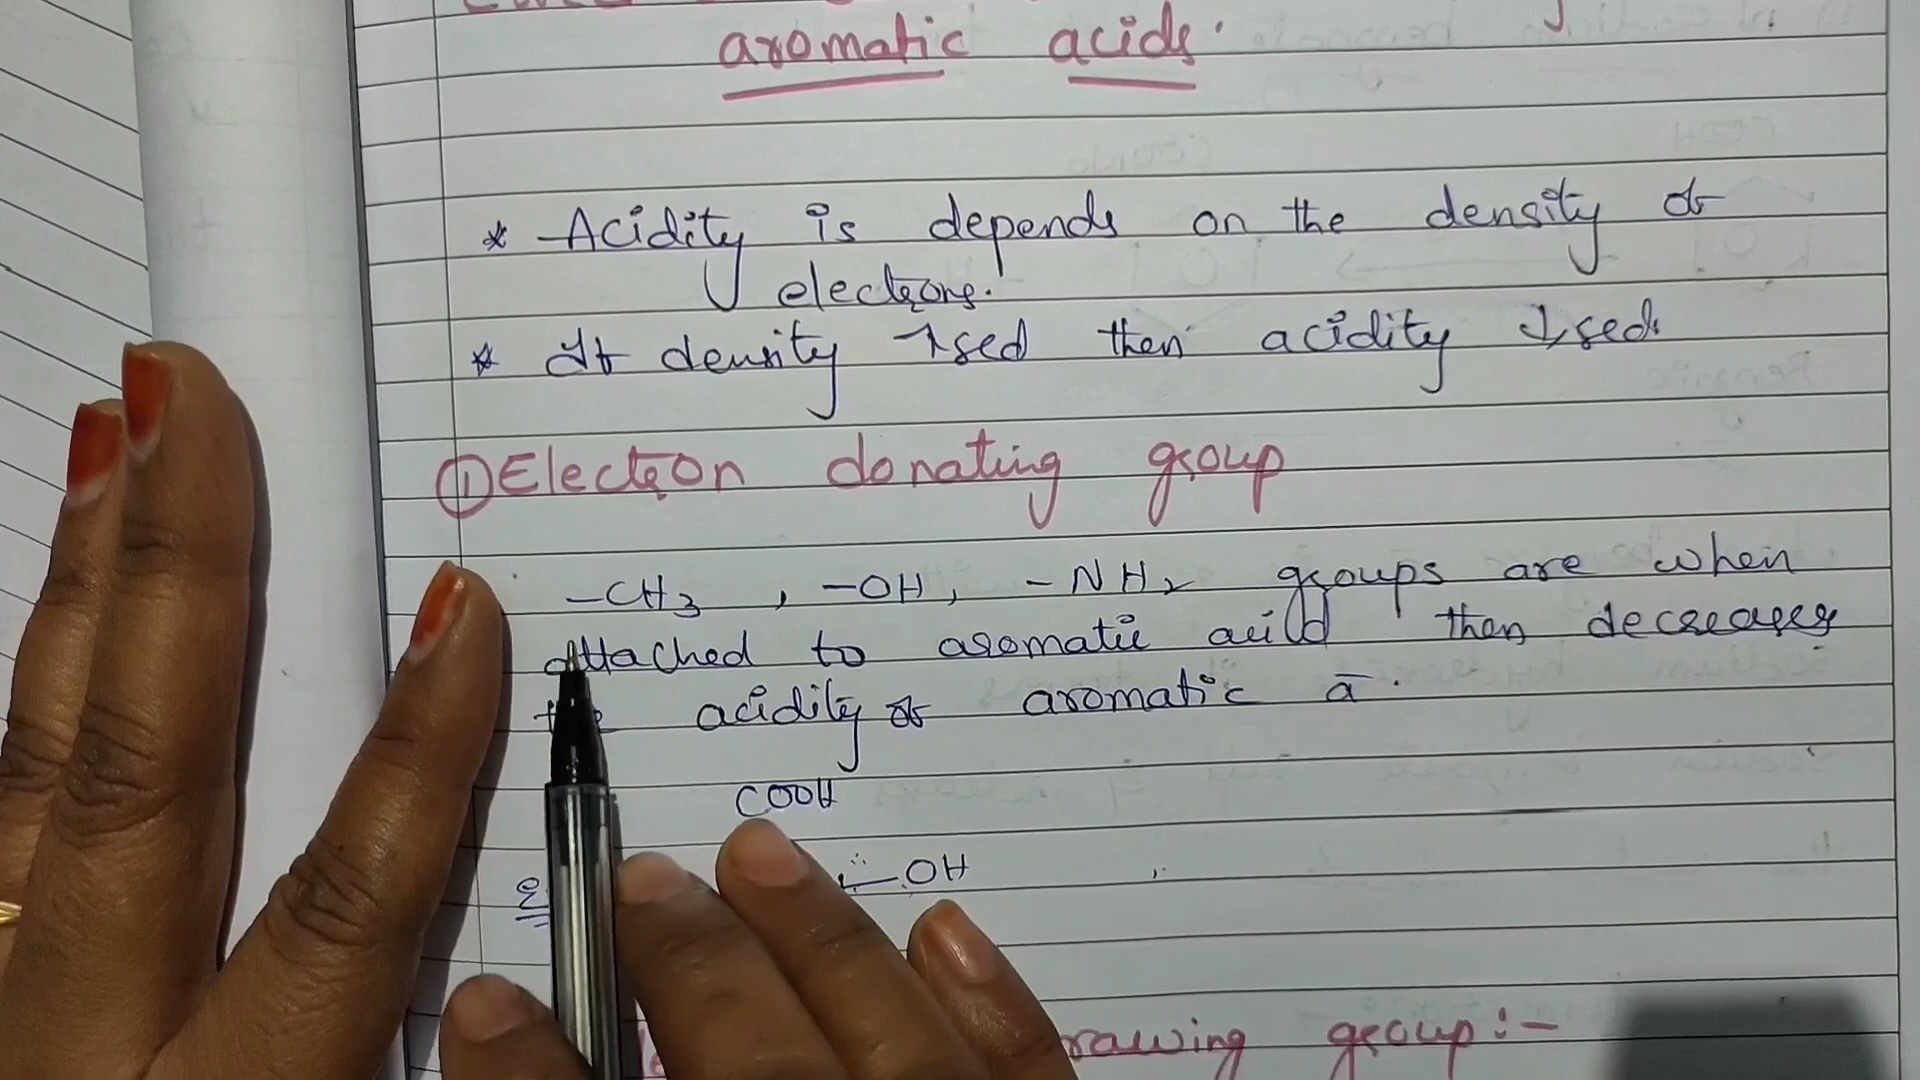 aromatic acids.
* Acidity is depends on the density of
electrons.
* If density ↑sed then acidity ↓sed.
① Electron donating group
-CH3, -OH, -NH2 groups are when
attached to aromatic acid then decreases
the acidity of aromatic a.
COOH
OH
group:-